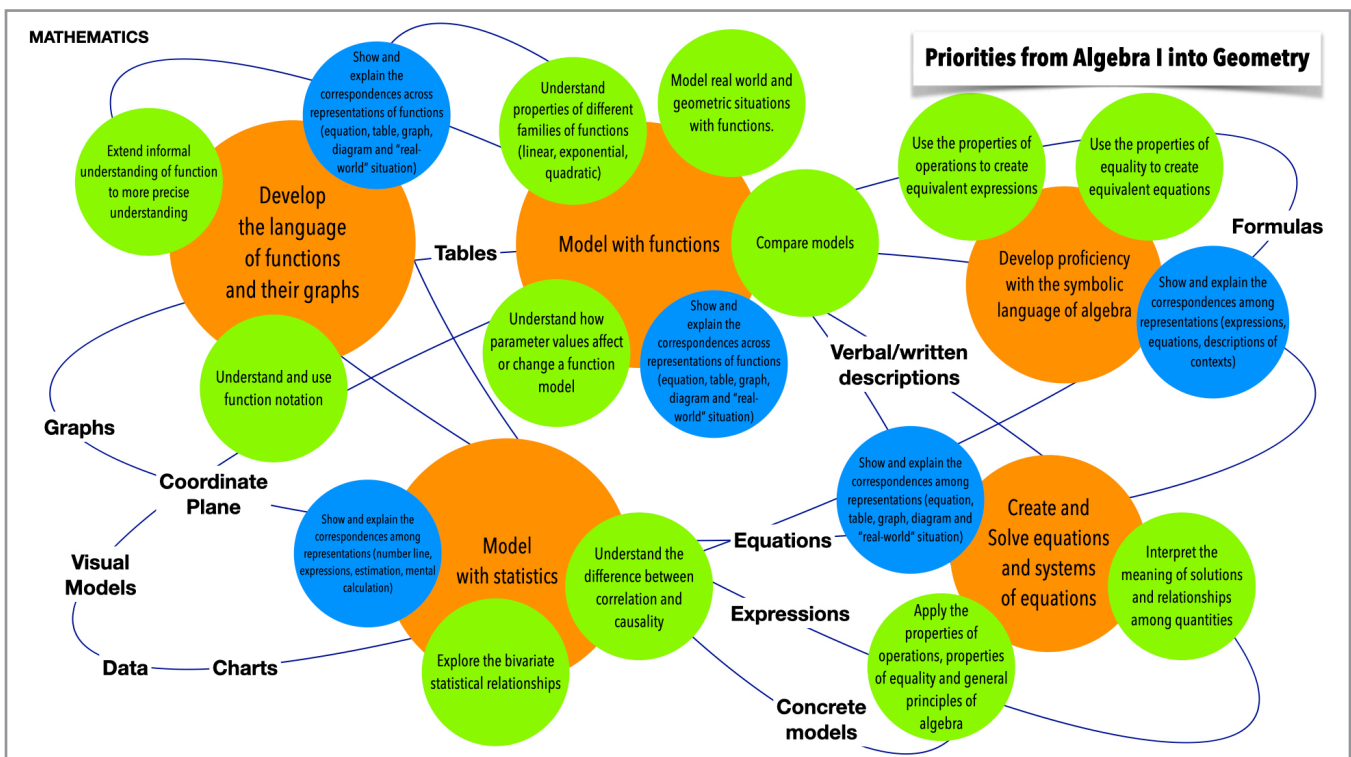 MATHEMATICS
Priorities from Algebra I into Geometry
Show and
explain the
correspondences across
representations of functions
(equation, table, graph,
diagram and “real-
world” situation)
Extend informal
understanding of function
to more precise
understanding
Develop
the language
of functions
and their graphs
Understand and use
function notation
Understand
properties of different
families of functions
(linear, exponential,
quadratic)
Model real world and
geometric situations
with functions.
Model with functions
Compare models
Understand how
parameter values affect
or change a function
model
Show and
explain the
correspondences across
representations of functions
(equation, table, graph,
diagram and “real-
world” situation)
Use the properties of
operations to create
equivalent expressions
Use the properties of
equality to create
equivalent equations
Develop proficiency
with the symbolic
language of algebra
Show and explain the
correspondences among
representations (expressions,
equations, descriptions of
contexts)
Formulas
Tables
Verbal/written
descriptions
Graphs
Coordinate
Plane
Visual
Models
Data
Charts
Show and explain the
correspondences among
representations (number line,
expressions, estimation, mental
calculation)
Model
with statistics
Understand the
difference between
correlation and
causality
Explore the bivariate
statistical relationships
Equations
Expressions
Concrete
models
Show and explain the
correspondences among
representations (equation,
table, graph, diagram and
“real-world” situation)
Create and
Solve equations
and systems
of equations
Interpret the
meaning of solutions
and relationships
among quantities
Apply the
properties of
operations, properties
of equality and general
principles of
algebra